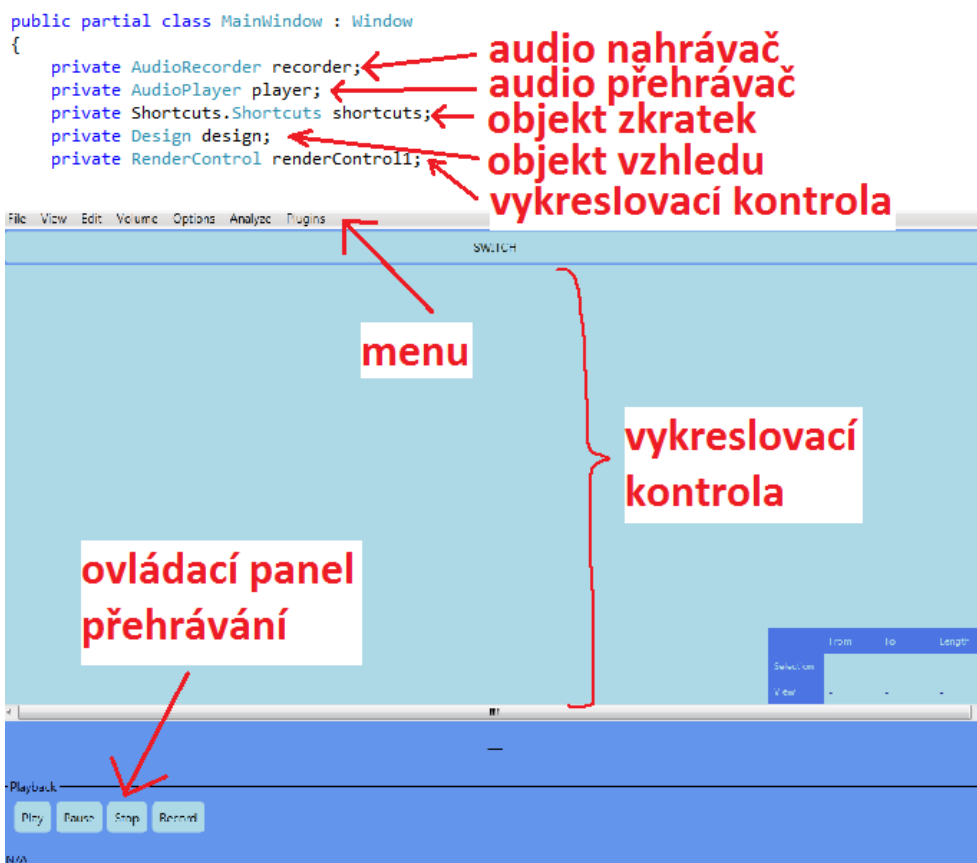 public partial class MainWindow : Window
{
private AudioRecorder recorder;
audio nahrávač
private AudioPlayer player;
audio přehrávač
private Shortcuts.Shortcuts shortcuts;
objekt zkratek
private Design design;
objekt vzhledu
private RenderControl renderControl1;
vykreslovací kontrola
File View Edit Volume Options Analyze Plugins
SWITCH
menu
vykreslovací
kontrola
ovládací panel
přehrávání
From To Length
Selection
View - - -
Playback
Play Pause Stop Record
N/A